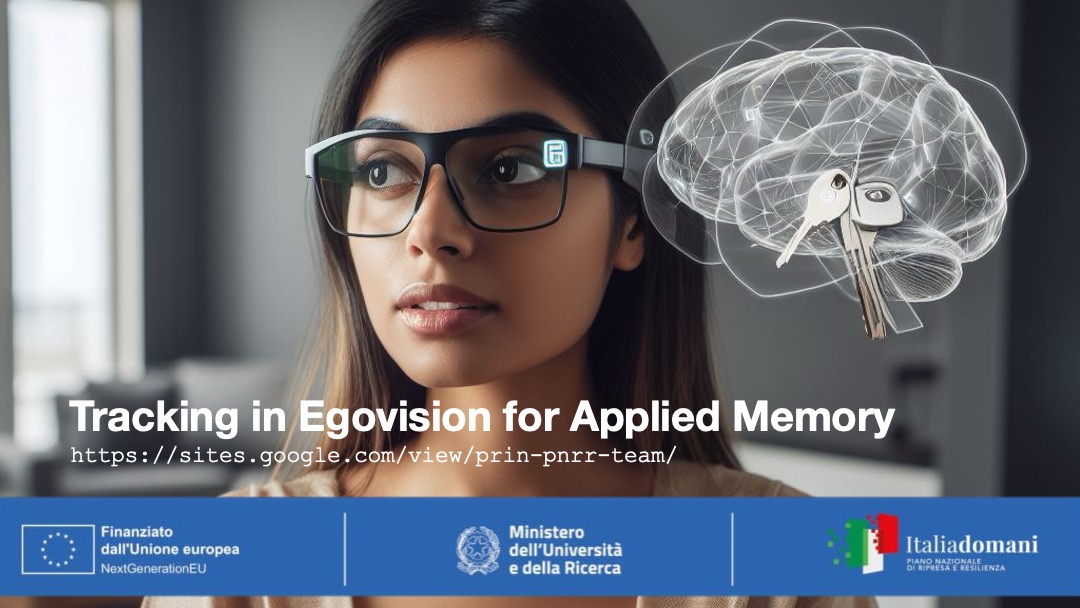 Tracking in Egovision for Applied Memory
https://sites.google.com/view/prin-pnrr-team/
Finanziato
dall'Unione europea
NextGenerationEU
Ministero
dell'Università
e della Ricerca
Italiadomani
PIANO NAZIONALE
DI RIPRESA E RESILIENZA